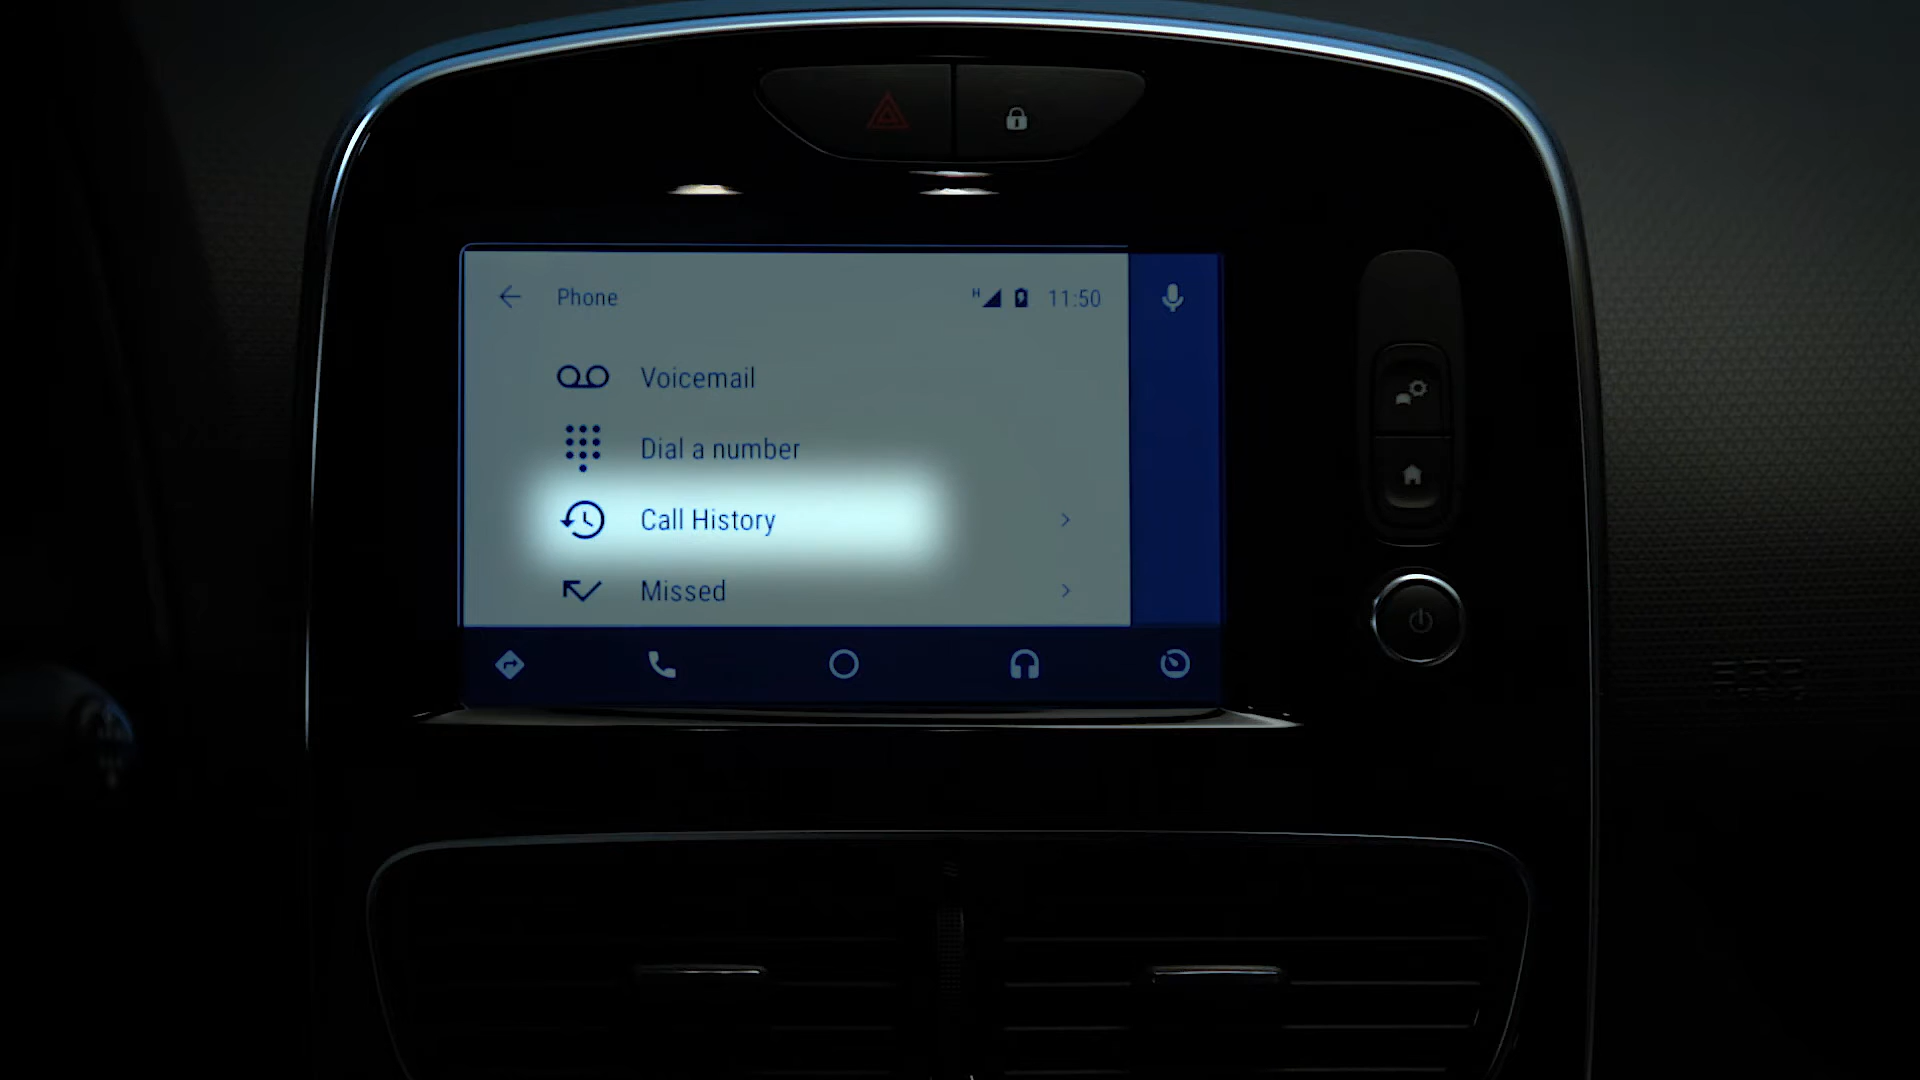 Phone
H 11:50
Voicemail
Dial a number
Call History
Missed